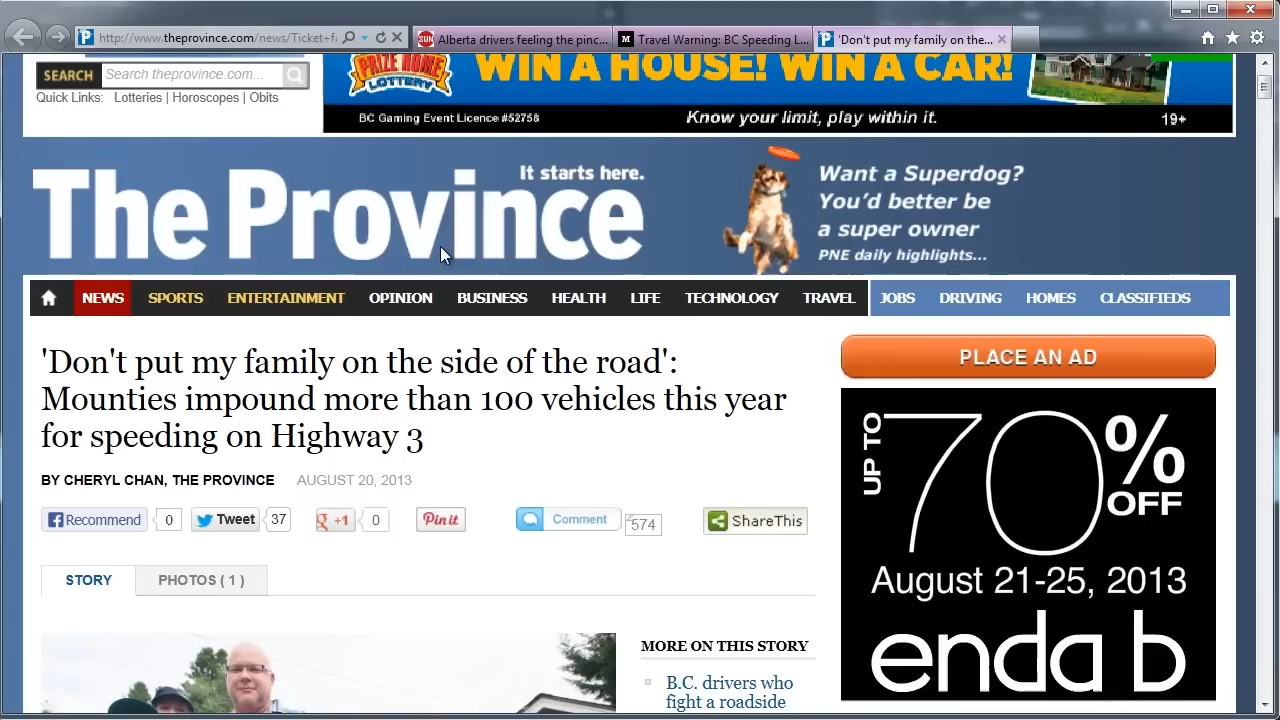 http://www.theprovince.com/news/Ticket+f
SUN Alberta drivers feeling the pinc...
M Travel Warning: BC Speeding L...
P 'Don't put my family on the...
SEARCH Search theprovince.com...
Quick Links: Lotteries | Horoscopes | Obits
PRIZE HOME
LOTTERY
WIN A HOUSE! WIN A CAR!
BC Gaming Event Licence #52758
Know your limit, play within it.
19+
It starts here.
The Province
Want a Superdog?
You'd better be
a super owner
PNE daily highlights...
NEWS SPORTS ENTERTAINMENT OPINION BUSINESS HEALTH LIFE TECHNOLOGY TRAVEL JOBS DRIVING HOMES CLASSIFIEDS
'Don't put my family on the side of the road':
Mounties impound more than 100 vehicles this year
for speeding on Highway 3
BY CHERYL CHAN, THE PROVINCE AUGUST 20, 2013
Recommend 0 Tweet 37 g +1 0 Pin it Comment 574 ShareThis
STORY PHOTOS ( 1 )
MORE ON THIS STORY
B.C. drivers who
fight a roadside
PLACE AN AD
UP TO
70%
OFF
August 21-25, 2013
enda b